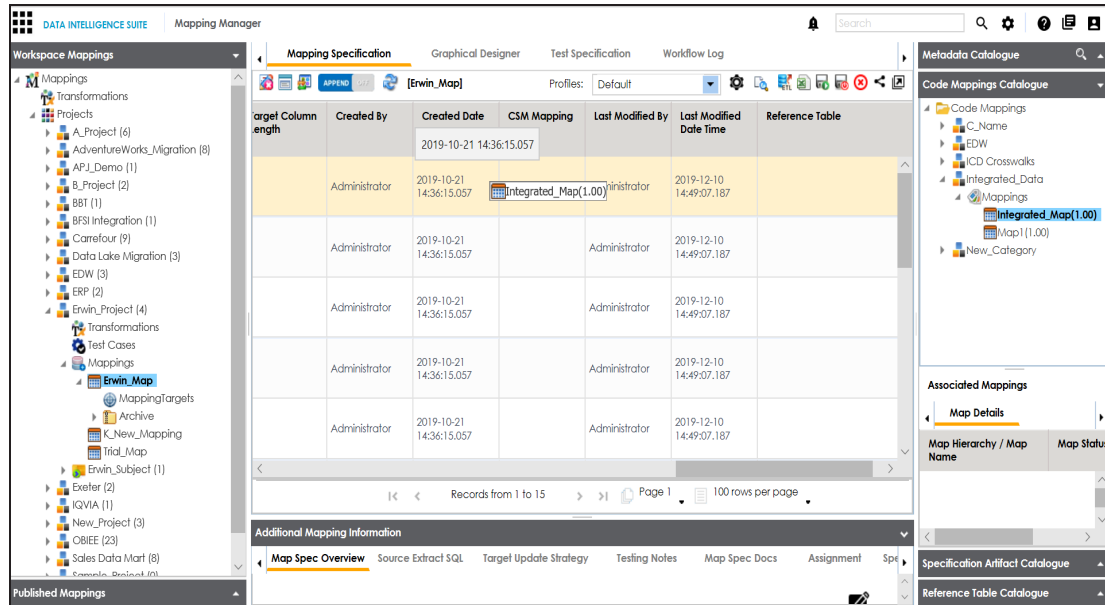 DATA INTELLIGENCE SUITE
Mapping Manager
Search
Workspace Mappings
Mappings
Transformations
Projects
A_Project (6)
AdventureWorks_Migration (8)
APJ_Demo (1)
B_Project (2)
BBT (1)
BFSI Integration (1)
Carrefour (9)
Data Lake Migration (3)
EDW (3)
ERP (2)
Erwin_Project (4)
Transformations
Test Cases
Mappings
Erwin_Map
MappingTargets
Archive
K_New_Mapping
Trial_Map
Erwin_Subject (1)
Exeter (2)
IQVIA (1)
New_Project (3)
OBIEE (23)
Sales Data Mart (8)
Sample_Project (0)
Published Mappings
Mapping Specification
Graphical Designer
Test Specification
Workflow Log
APPEND
[Erwin_Map]
Profiles:
Default
ETL
Target Column
Length
Created By
Created Date
CSM Mapping
Last Modified By
Last Modified
Date Time
Reference Table
2019-10-21 14:36:15.057
Administrator
2019-10-21
14:36:15.057
Integrated_Map(1.00)
ninistrator
2019-12-10
14:49:07.187
Administrator
2019-10-21
14:36:15.057
Administrator
2019-12-10
14:49:07.187
Administrator
2019-10-21
14:36:15.057
Administrator
2019-12-10
14:49:07.187
Administrator
2019-10-21
14:36:15.057
Administrator
2019-12-10
14:49:07.187
Administrator
2019-10-21
14:36:15.057
Administrator
2019-12-10
14:49:07.187
Records from 1 to 15
Page 1
100 rows per page
Additional Mapping Information
Map Spec Overview
Source Extract SQL
Target Update Strategy
Testing Notes
Map Spec Docs
Assignment
Spe
Metadata Catalogue
Code Mappings Catalogue
Code Mappings
C_Name
EDW
ICD Crosswalks
Integrated_Data
Mappings
Integrated_Map(1.00)
Map1(1.00)
New_Category
Associated Mappings
Map Details
Map Hierarchy / Map
Name
Map Status
Specification Artifact Catalogue
Reference Table Catalogue